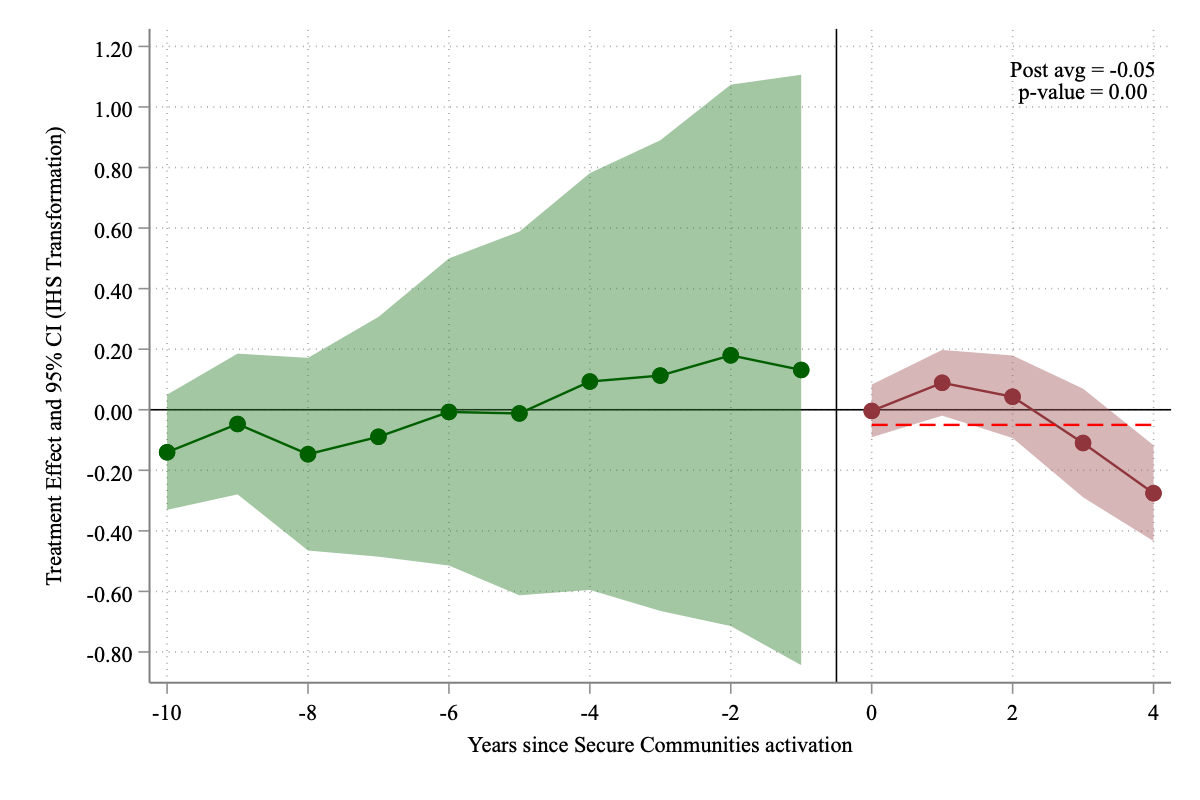 Post avg = -0.05
p-value = 0.00
Treatment Effect and 95% CI (IHS Transformation)
1.20
1.00
0.80
0.60
0.40
0.20
0.00
-0.20
-0.40
-0.60
-0.80
-10 -8 -6 -4 -2 0 2 4
Years since Secure Communities activation